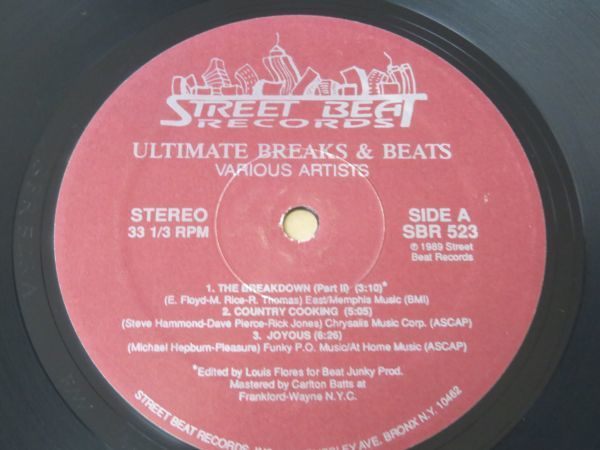 STREET BEAT
RECORDS
ULTIMATE BREAKS & BEATS
VARIOUS ARTISTS
STEREO
33 1/3 RPM
SIDE A
SBR 523
℗ 1989 Street
Beat Records
1. THE BREAKDOWN (Part II) (3:10)*
(E. Floyd-M. Rice-R. Thomas) East/Memphis Music (BMI)
2. COUNTRY COOKING (5:05)
(Steve Hammond-Dave Pierce-Rick Jones) Chrysalis Music Corp. (ASCAP)
3. JOYOUS (6:26)
(Michael Hepburn-Pleasure) Funky P.O. Music/At Home Music (ASCAP)
*Edited by Louis Flores for Beat Junky Prod.
Mastered by Carlton Batts at
Frankford-Wayne N.Y.C.
STREET BEAT RECORDS, AVE. BRONX N.Y. 10462